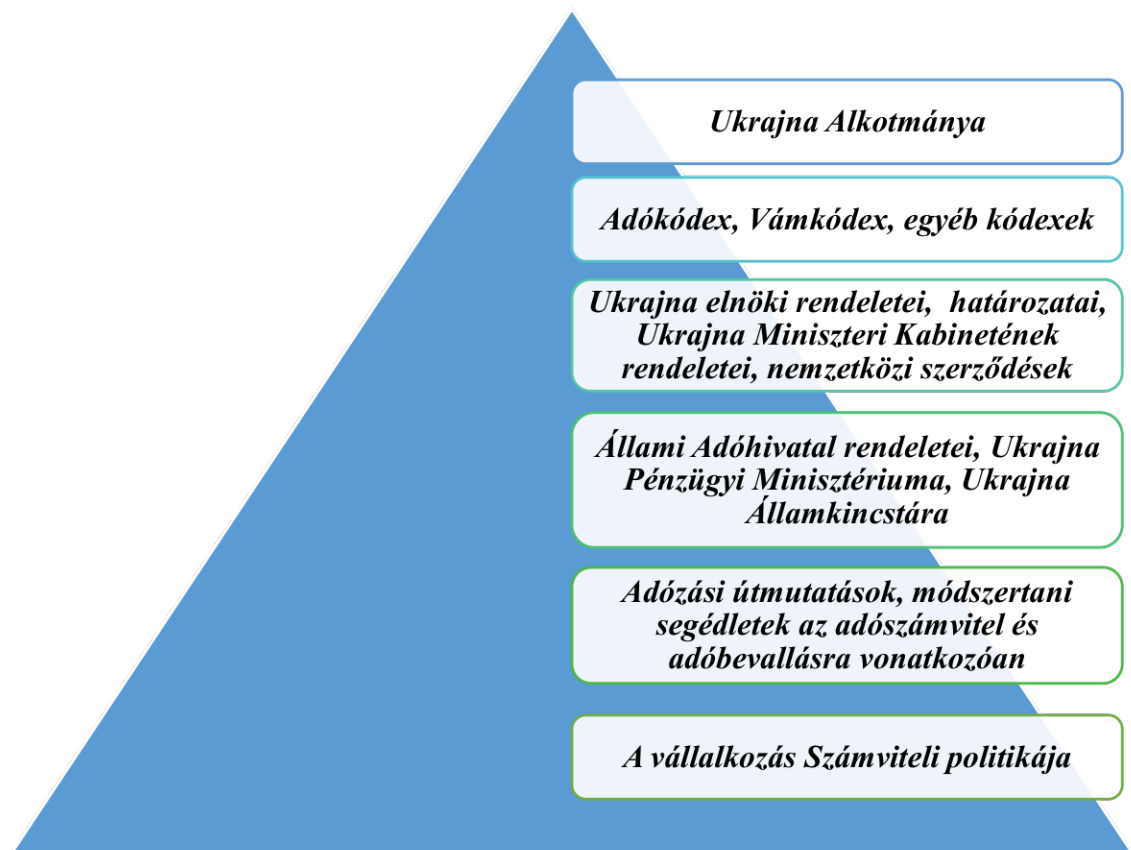 Ukrajna Alkotmánya
Adókódex, Vámkódex, egyéb kódexek
Ukrajna elnöki rendeletei, határozatai,
Ukrajna Miniszteri Kabinetének
rendeletei, nemzetközi szerződések
Állami Adóhivatal rendeletei, Ukrajna
Pénzügyi Minisztériuma, Ukrajna
Államkincstára
Adózási útmutatások, módszertani
segédletek az adószámvitel és
adóbevallásra vonatkozóan
A vállalkozás Számviteli politikája